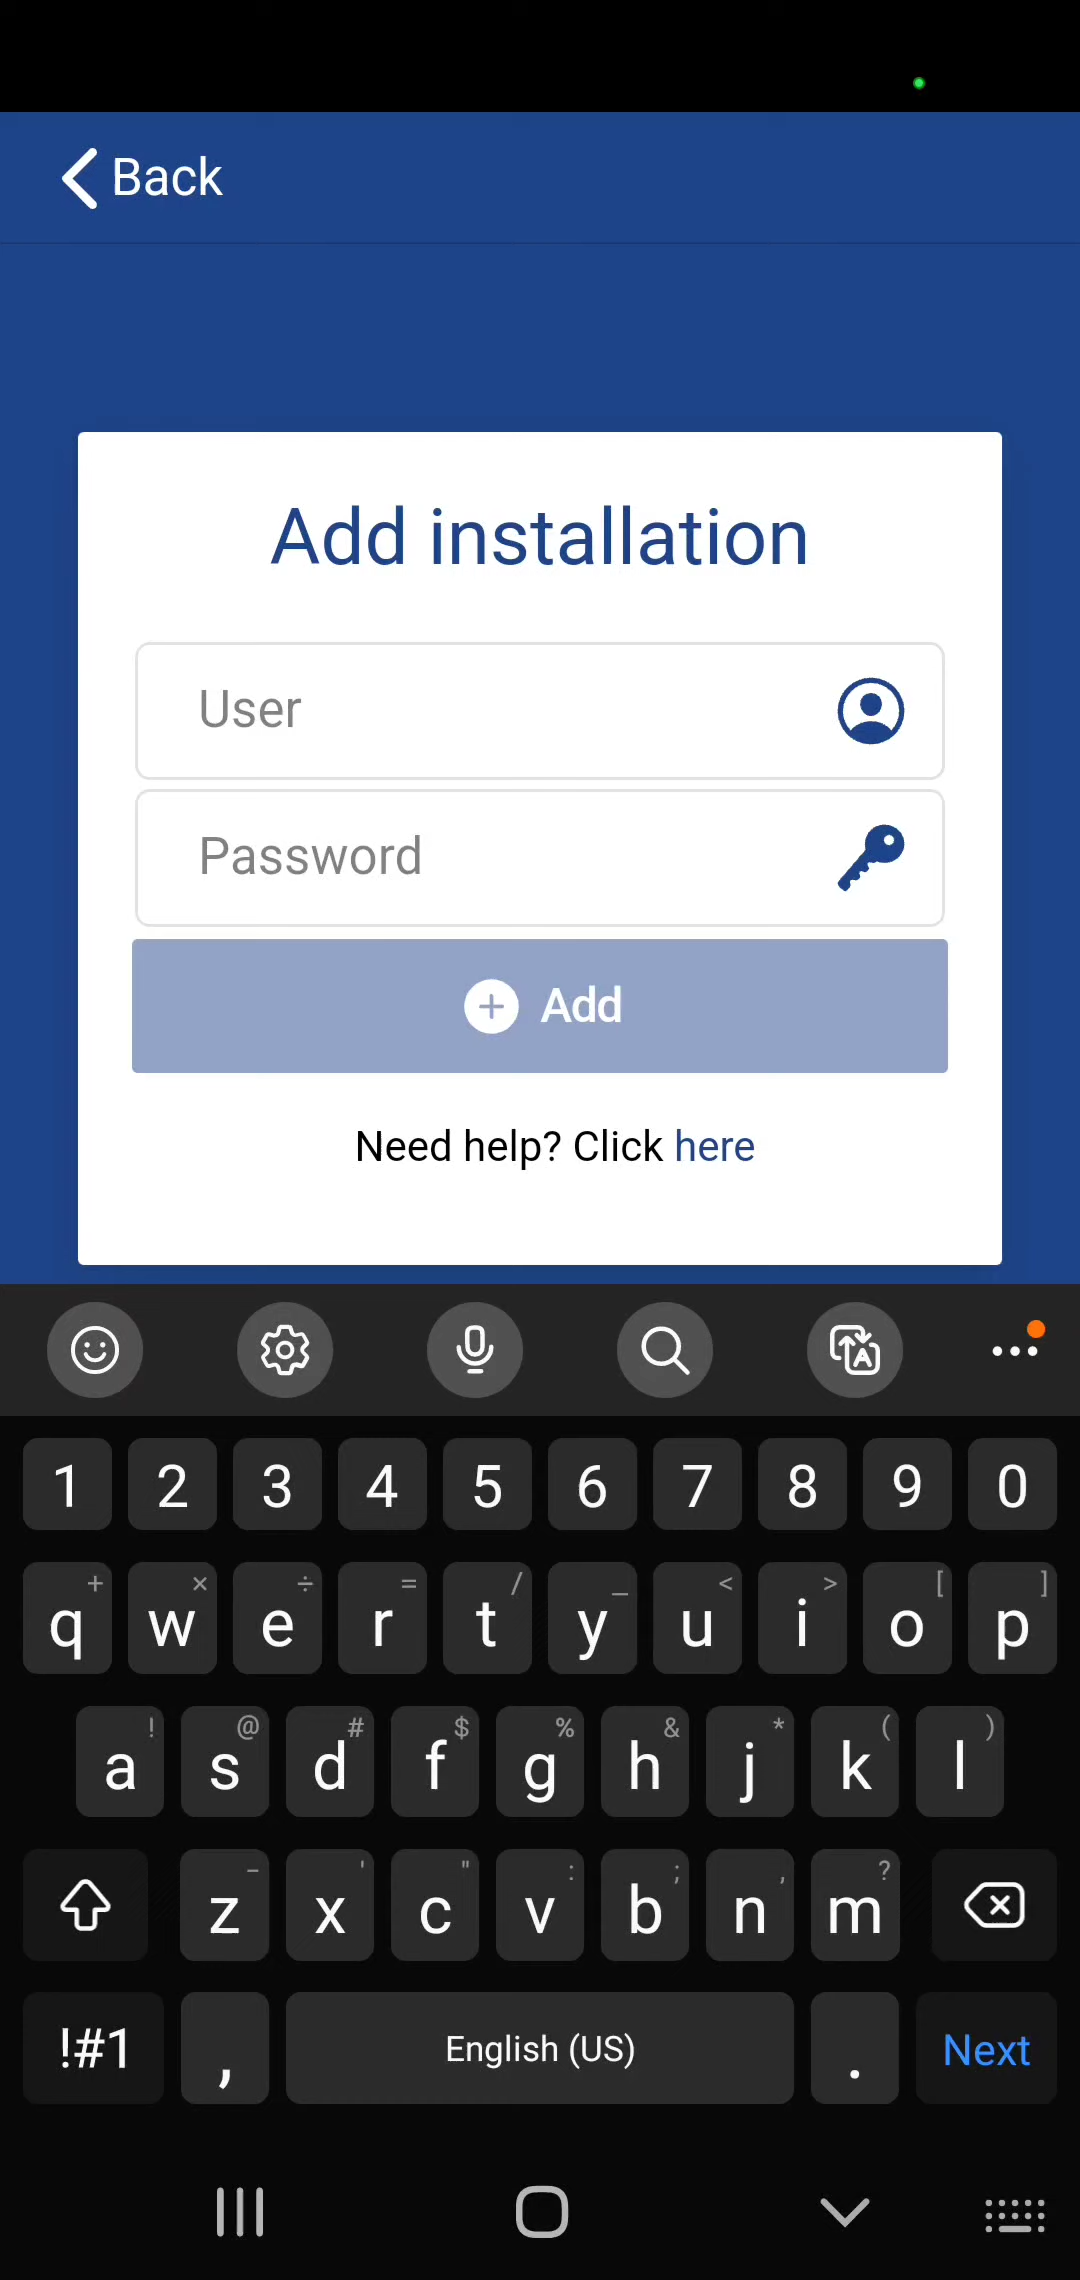 Back
Add installation
User
Password
Add
Need help? Click here
1 2 3 4 5 6 7 8 9 0
+ × ÷ = / _ < > [ ]
q w e r t y u i o p
! @ # $ % & * ( )
a s d f g h j k l
- ' " : ; , ?
z x c v b n m
!#1 , English (US) . Next